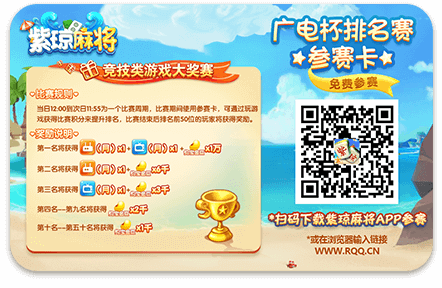 紫琼麻将
竞技类游戏大奖赛
比赛规则
当日12:00到次日11:55为一个比赛周期，比赛期间使用参赛卡，可通过玩游
戏获得比赛积分来提升排名，比赛结束后排名前50位的玩家将获得奖励。
奖励说明
第一名将获得 (月) x1+ (月) x1+ x1万
第二名将获得 (月) x1+ x6千
第三名将获得 (月) x1+ x3千
第四名--第九名将获得 x2千
第十名--第五十名将获得 x1千
广电杯排名赛
参赛卡
免费参赛
*扫码下载紫琼麻将APP参赛
*或在浏览器输入链接
WWW.RQQ.CN